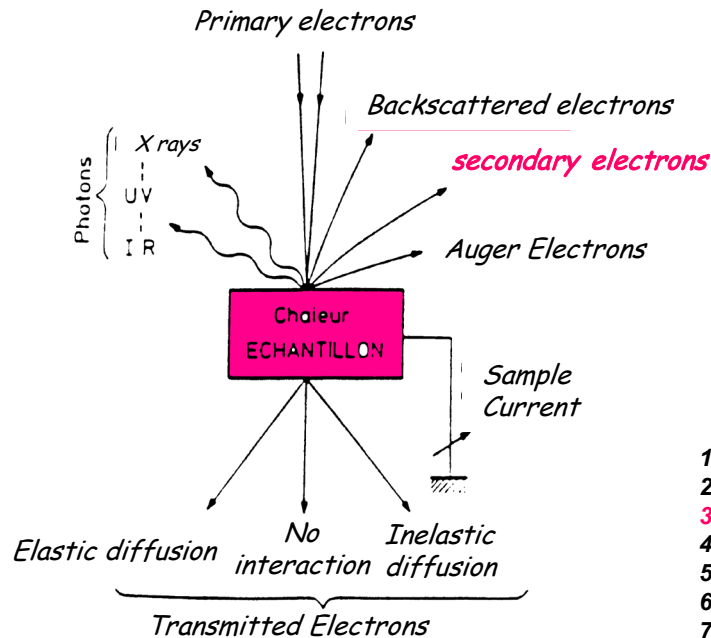 Primary electrons
Backscattered electrons
secondary electrons
Auger Electrons
Photons
X rays
UV
IR
Chaieur
ECHANTILLON
Sample
Current
Elastic diffusion
No
interaction
Inelastic
diffusion
Transmitted Electrons
1
2
3
4
5
6
7